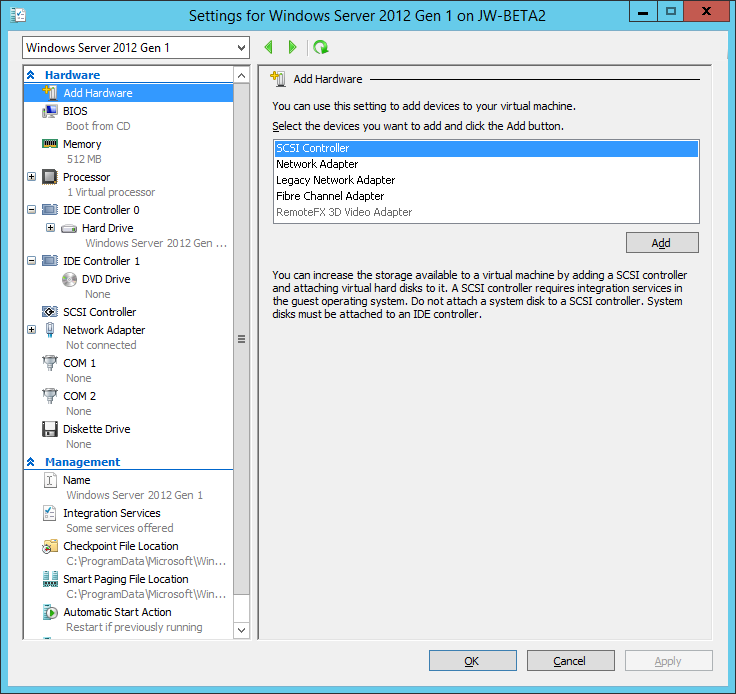 Settings for Windows Server 2012 Gen 1 on JW-BETA2
Windows Server 2012 Gen 1
Hardware
Add Hardware
BIOS
Boot from CD
Memory
512 MB
Processor
1 Virtual processor
IDE Controller 0
Hard Drive
Windows Server 2012 Gen ...
IDE Controller 1
DVD Drive
None
SCSI Controller
Network Adapter
Not connected
COM 1
None
COM 2
None
Diskette Drive
None
Management
Name
Windows Server 2012 Gen 1
Integration Services
Some services offered
Checkpoint File Location
C:\ProgramData\Microsoft\Win...
Smart Paging File Location
C:\ProgramData\Microsoft\Win...
Automatic Start Action
Restart if previously running
Add Hardware
You can use this setting to add devices to your virtual machine.
Select the devices you want to add and click the Add button.
SCSI Controller
Network Adapter
Legacy Network Adapter
Fibre Channel Adapter
RemoteFX 3D Video Adapter
Add
You can increase the storage available to a virtual machine by adding a SCSI controller
and attaching virtual hard disks to it. A SCSI controller requires integration services in
the guest operating system. Do not attach a system disk to a SCSI controller. System
disks must be attached to an IDE controller.
OK
Cancel
Apply